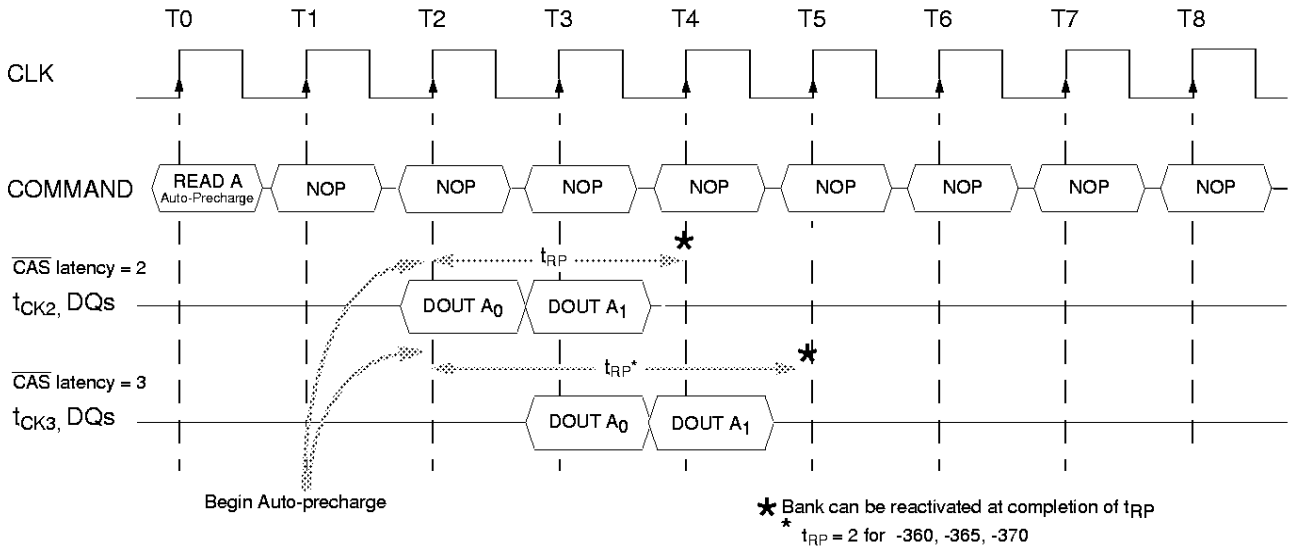 T0 T1 T2 T3 T4 T5 T6 T7 T8
CLK
COMMAND READ A NOP NOP NOP NOP NOP NOP NOP NOP
Auto-Precharge
CAS latency = 2 tRP *
tCK2, DQs DOUT A0 DOUT A1
CAS latency = 3 tRP* *
tCK3, DQs DOUT A0 DOUT A1
Begin Auto-precharge
* Bank can be reactivated at completion of tRP
* tRP = 2 for -360, -365, -370